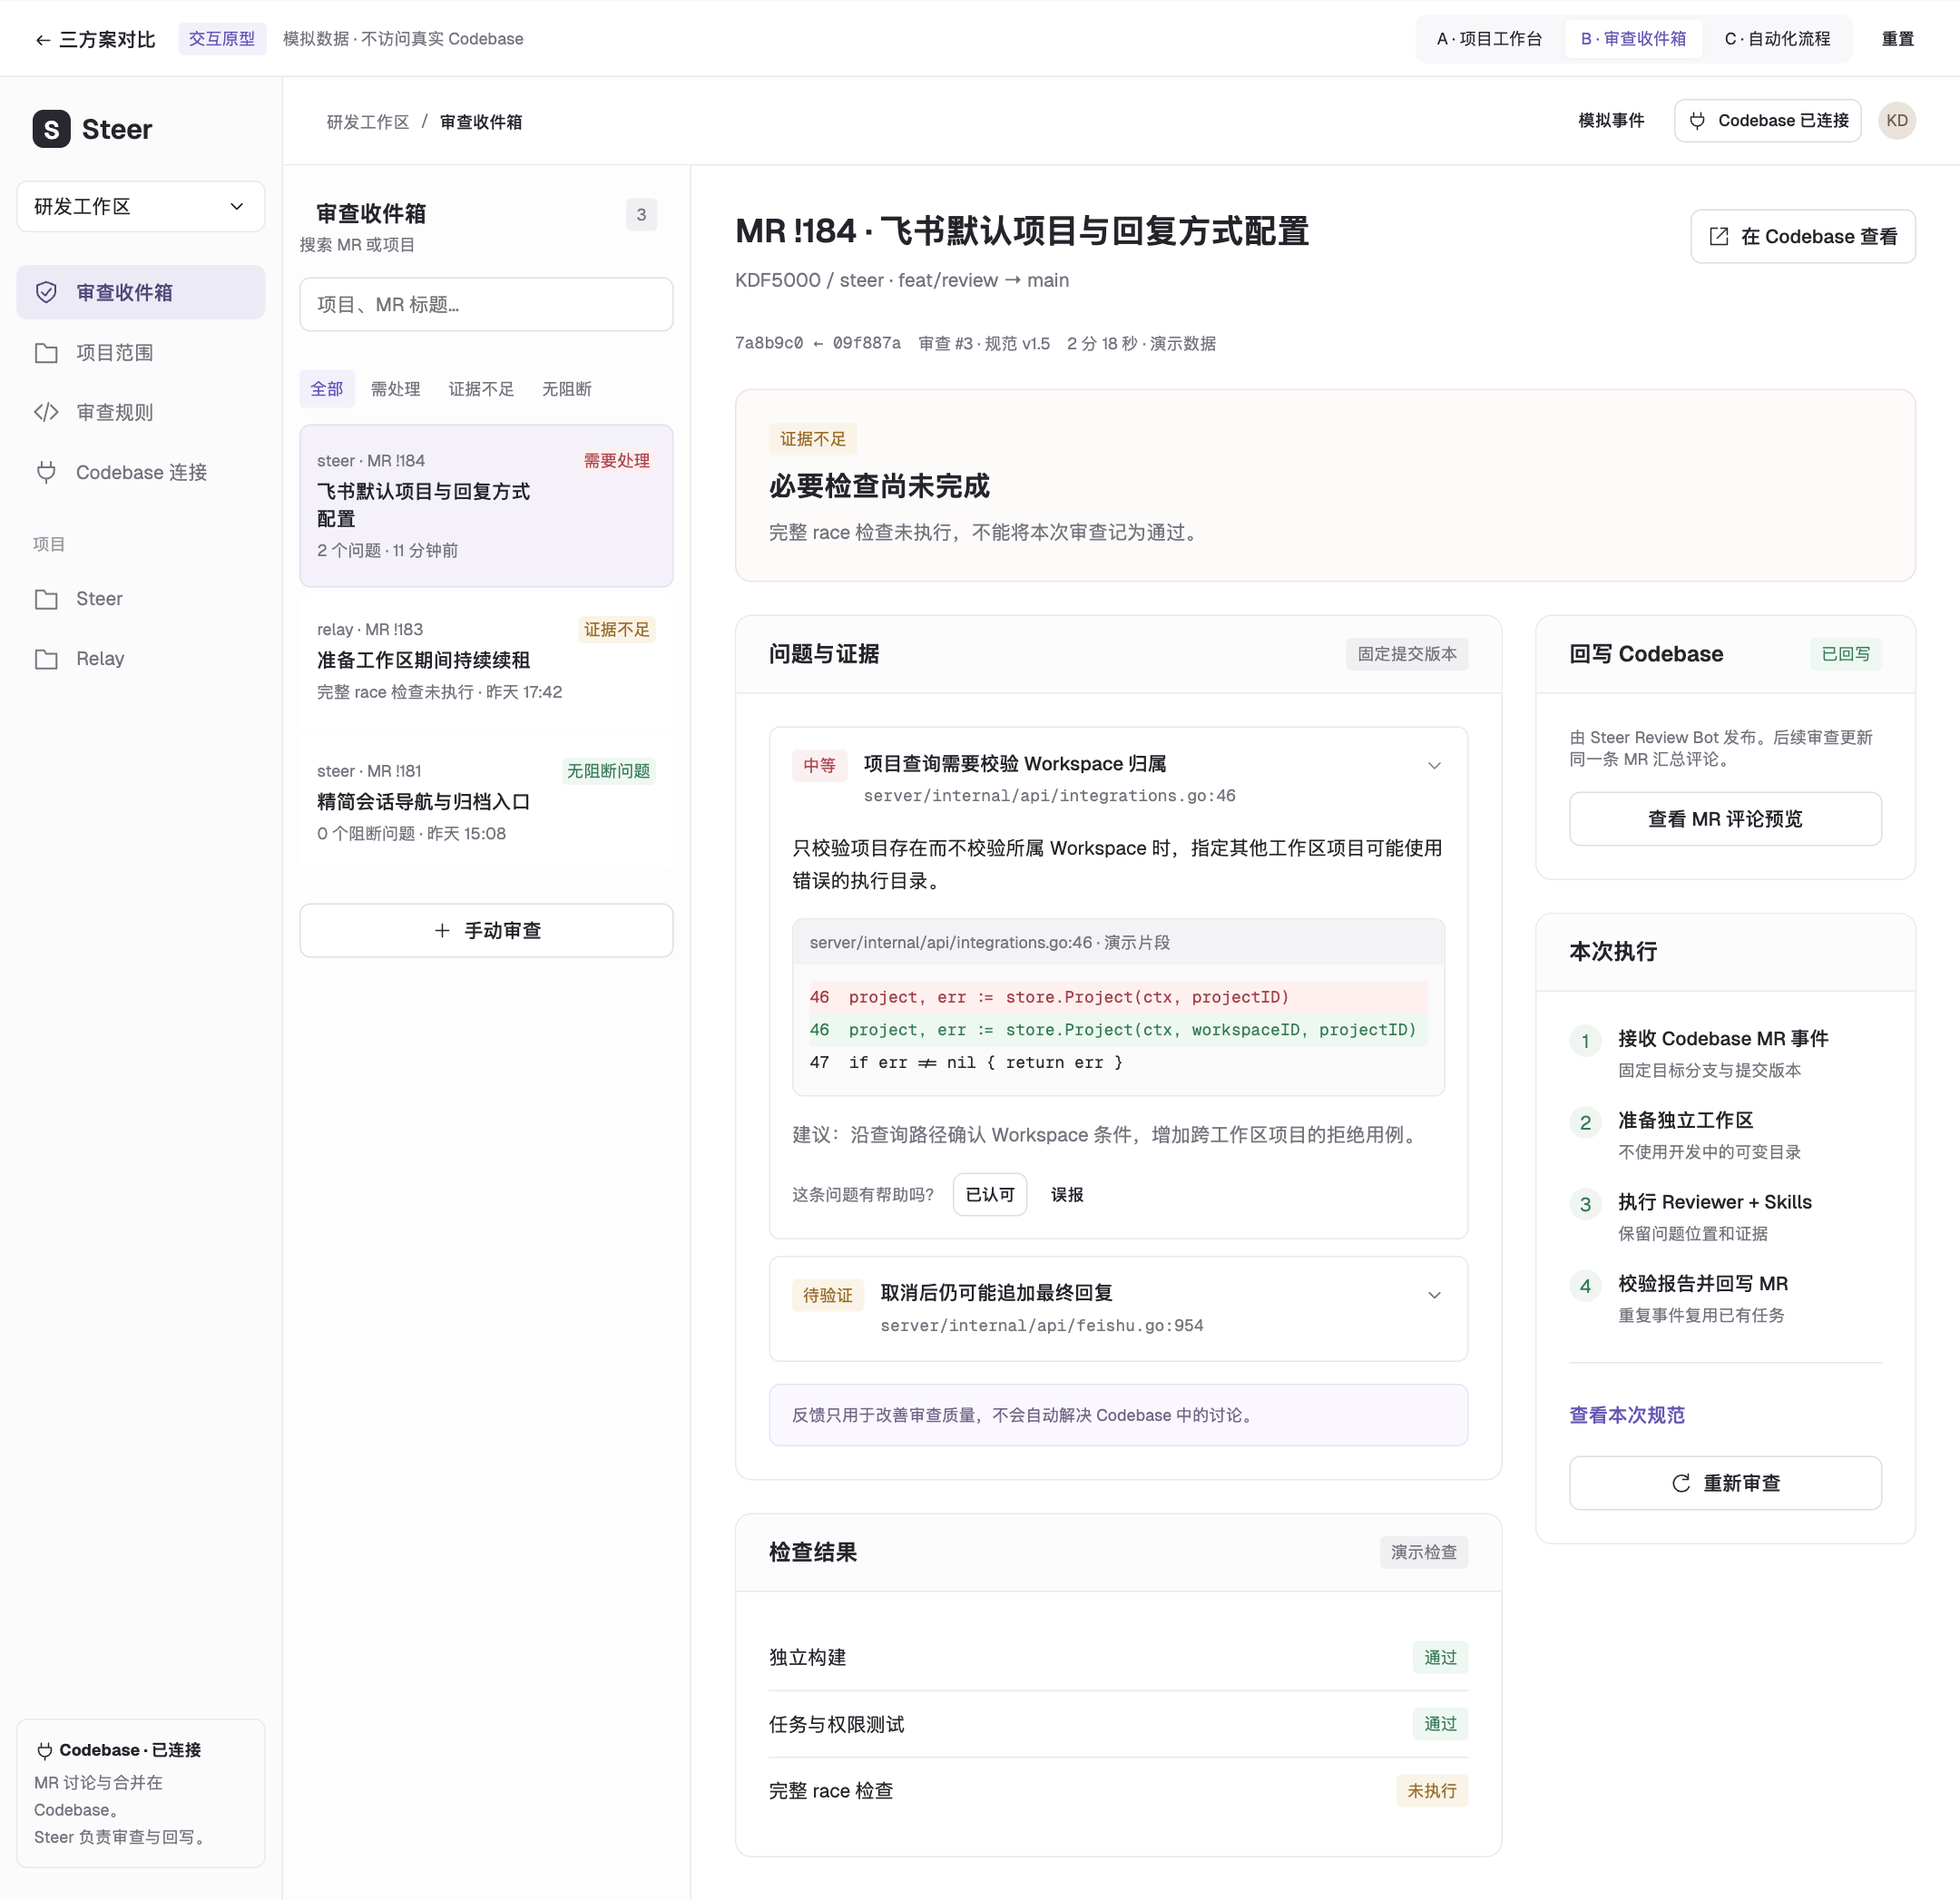 ← 三方案对比
交互原型
模拟数据 · 不访问真实 Codebase
A · 项目工作台
B · 审查收件箱
C · 自动化流程
重置
S Steer
研发工作区
审查收件箱
项目范围
审查规则
Codebase 连接
项目
Steer
Relay
Codebase · 已连接
MR 讨论与合并在
Codebase。
Steer 负责审查与回写。
研发工作区 / 审查收件箱
模拟事件
Codebase 已连接
KD
审查收件箱
3
搜索 MR 或项目
项目、MR 标题...
全部
需处理
证据不足
无阻断
steer · MR !184
需要处理
飞书默认项目与回复方式
配置
2 个问题 · 11 分钟前
relay · MR !183
证据不足
准备工作区期间持续续租
完整 race 检查未执行 · 昨天 17:42
steer · MR !181
无阻断问题
精简会话导航与归档入口
0 个阻断问题 · 昨天 15:08
+ 手动审查
MR !184 · 飞书默认项目与回复方式配置
在 Codebase 查看
KDF5000 / steer · feat/review → main
7a8b9c0 ← 09f887a 审查 #3 · 规范 v1.5 2 分 18 秒 · 演示数据
证据不足
必要检查尚未完成
完整 race 检查未执行，不能将本次审查记为通过。
问题与证据
固定提交版本
中等
项目查询需要校验 Workspace 归属
server/internal/api/integrations.go:46
只校验项目存在而不校验所属 Workspace 时，指定其他工作区项目可能使用
错误的执行目录。
server/internal/api/integrations.go:46 · 演示片段
46 project, err := store.Project(ctx, projectID)
46 project, err := store.Project(ctx, workspaceID, projectID)
47 if err != nil { return err }
建议：沿查询路径确认 Workspace 条件，增加跨工作区项目的拒绝用例。
这条问题有帮助吗?
已认可
误报
待验证
取消后仍可能追加最终回复
server/internal/api/feishu.go:954
反馈只用于改善审查质量，不会自动解决 Codebase 中的讨论。
检查结果
演示检查
独立构建
通过
任务与权限测试
通过
完整 race 检查
未执行
回写 Codebase
已回写
由 Steer Review Bot 发布。后续审查更新
同一条 MR 汇总评论。
查看 MR 评论预览
本次执行
1 接收 Codebase MR 事件
固定目标分支与提交版本
2 准备独立工作区
不使用开发中的可变目录
3 执行 Reviewer + Skills
保留问题位置和证据
4 校验报告并回写 MR
重复事件复用已有任务
查看本次规范
重新审查